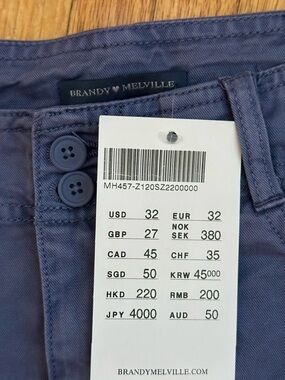 BRANDY ♥ MELVILLE
MH457-Z120SZ2200000
USD 32 EUR 32
GBP 27 NOK SEK 380
CAD 45 CHF 35
SGD 50 KRW 45000
HKD 220 RMB 200
JPY 4000 AUD 50
BRANDYMELVILLE.COM